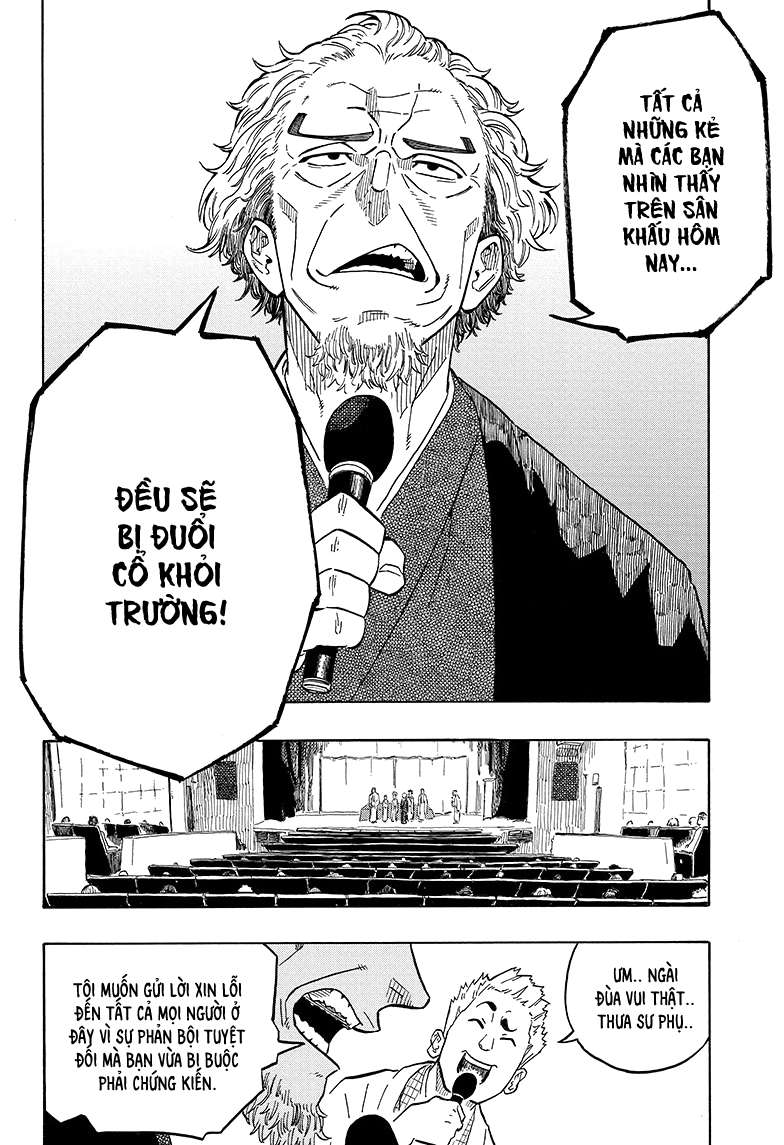 TẤT CẢ
NHỮNG KẺ
MÀ CÁC BẠN
NHÌN THẤY
TRÊN SÂN
KHẤU HÔM
NAY...
ĐỀU SẼ
BỊ ĐUỔI
CỔ KHỎI
TRƯỜNG!
ƯM.. NGÀI
ĐÙA VUI THẬT..
THƯA SƯ PHỤ..
TÔI MUỐN GỬI LỜI XIN LỖI
ĐẾN TẤT CẢ MỌI NGƯỜI Ở
ĐÂY VÌ SỰ PHẢN BỘI TUYỆT
ĐỐI MÀ BẠN VỪA BỊ BUỘC
PHẢI CHỨNG KIẾN.